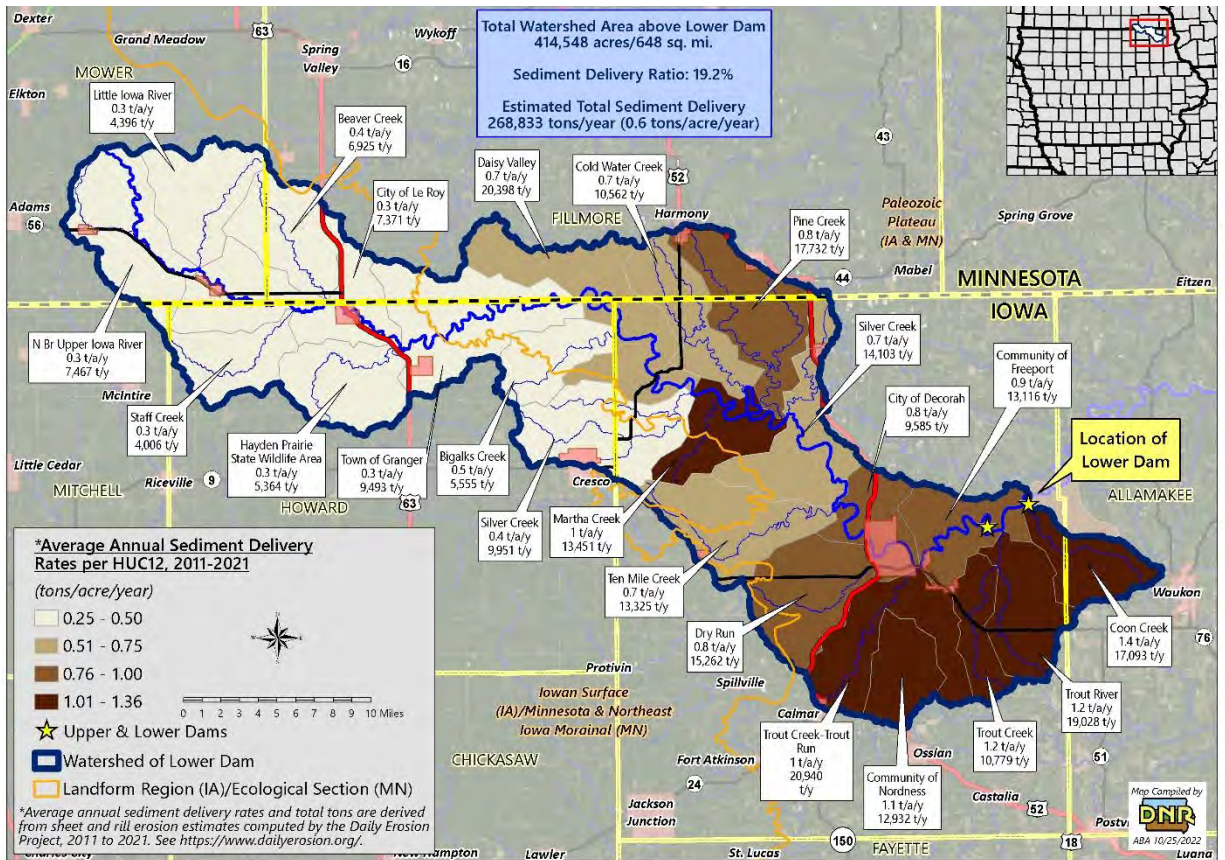 Dexter
Grand Meadow
63
Spring
Valley
Wykoff
16
Total Watershed Area above Lower Dam
414,548 acres/648 sq. mi.
Sediment Delivery Ratio: 19.2%
Estimated Total Sediment Delivery
268,833 tons/year (0.6 tons/acre/year)
MOWER
Elkton
Little Iowa River
0.3 t/a/y
4,396 t/y
Beaver Creek
0.4 t/a/y
6,925 t/y
43
City of Le Roy
0.3 t/a/y
7,371 t/y
Daisy Valley
0.7 t/a/y
20,398 t/y
Cold Water Creek
0.7 t/a/y
10,562 t/y
52
FILLMORE
Harmony
Pine Creek
0.8 t/a/y
17,732 t/y
Paleozoic
Plateau
(IA & MN)
Spring Grove
Adams
56
44
Mabel
MINNESOTA
Eitzen
IOWA
N Br Upper Iowa River
0.3 t/a/y
7,467 t/y
McIntire
Silver Creek
0.7 t/a/y
14,103 t/y
Community of
Freeport
0.9 t/a/y
13,116 t/y
City of Decorah
0.8 t/a/y
9,585 t/y
Staff Creek
0.3 t/a/y
4,006 t/y
Hayden Prairie
State Wildlife Area
0.3 t/a/y
5,364 t/y
Town of Granger
0.3 t/a/y
9,493 t/y
Bigalks Creek
0.5 t/a/y
5,555 t/y
Location of
Lower Dam
Little Cedar
MITCHELL
Riceville
9
HOWARD
63
Cresco
ALLAMAKEE
Silver Creek
0.4 t/a/y
9,951 t/y
Martha Creek
1 t/a/y
13,451 t/y
Ten Mile Creek
0.7 t/a/y
13,325 t/y
Waukon
76
Dry Run
0.8 t/a/y
15,262 t/y
Coon Creek
1.4 t/a/y
17,093 t/y
Protivin
Spillville
Iowan Surface
(IA)/Minnesota & Northeast
Iowa Morainal (MN)
Calmar
Trout River
1.2 t/a/y
19,028 t/y
Trout Creek-Trout
Run
1 t/a/y
20,940
t/y
Community of
Nordness
1.1 t/a/y
12,932 t/y
Trout Creek
1.2 t/a/y
10,779 t/y
Ossian
51
CHICKASAW
Fort Atkinson
24
Castalia
52
Jackson
Junction
150
St. Lucas
FAYETTE
18
Postvi
Luana
Lawler
New Hampton
Charles City
*Average Annual Sediment Delivery
Rates per HUC12, 2011-2021
(tons/acre/year)
0.25 - 0.50
0.51 - 0.75
0.76 - 1.00
1.01 - 1.36
0 1 2 3 4 5 6 7 8 9 10 Miles
Upper & Lower Dams
Watershed of Lower Dam
Landform Region (IA)/Ecological Section (MN)
*Average annual sediment delivery rates and total tons are derived
from sheet and rill erosion estimates computed by the Daily Erosion
Project, 2011 to 2021. See https://www.dailyerosion.org/.
Map Compiled by
DNR
ABA 10/25/2022